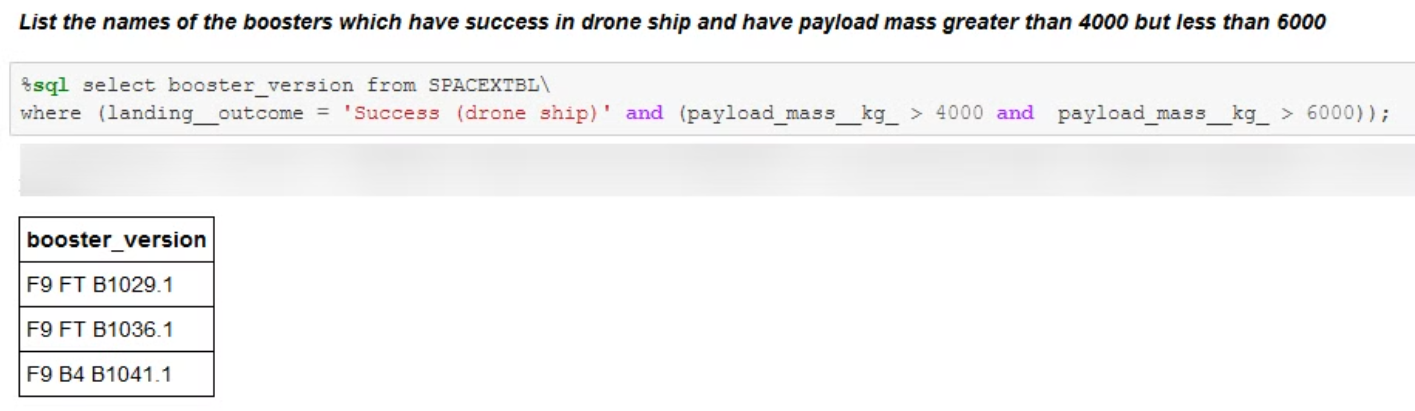 List the names of the boosters which have success in drone ship and have payload mass greater than 4000 but less than 6000
%sql select booster_version from SPACEXTBL\
where (landing__outcome = 'Success (drone ship)' and (payload_mass__kg_ > 4000 and  payload_mass__kg_ > 6000));
booster_version
F9 FT B1029.1
F9 FT B1036.1
F9 B4 B1041.1